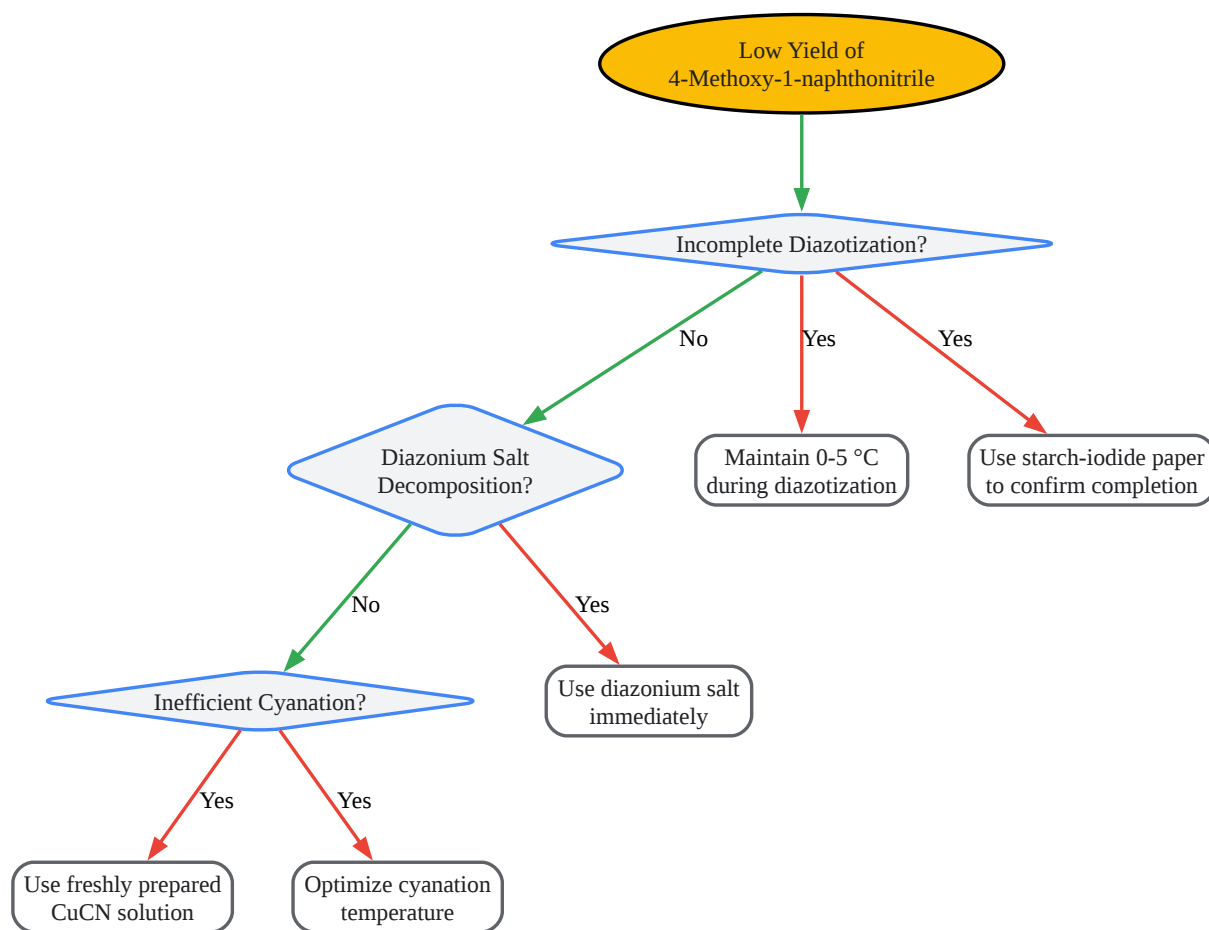 Low Yield of
4-Methoxy-1-naphthonitrile
Incomplete Diazotization?
No
Yes
Yes
Diazonium Salt
Decomposition?
Maintain 0-5 °C
during diazotization
Use starch-iodide paper
to confirm completion
No
Yes
Inefficient Cyanation?
Use diazonium salt
immediately
Yes
Yes
Use freshly prepared
CuCN solution
Optimize cyanation
temperature